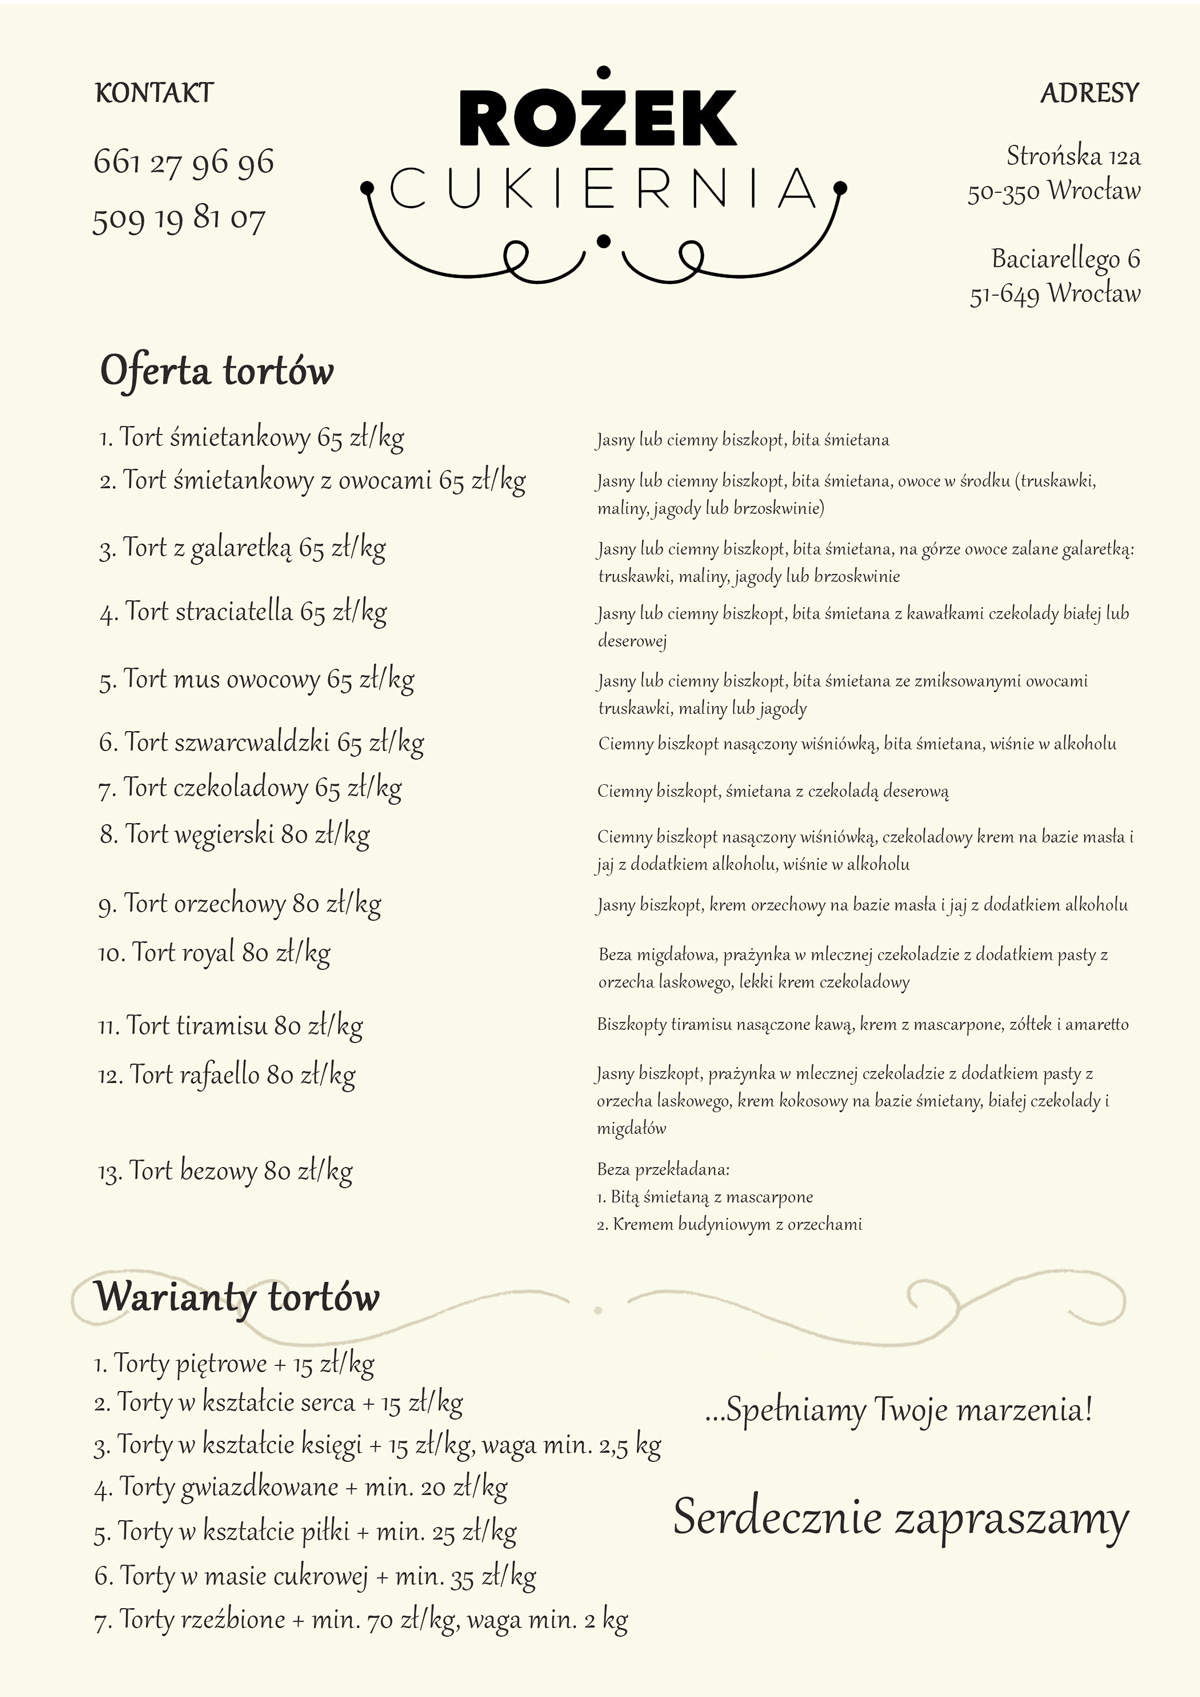 KONTAKT
661 27 96 96
509 19 81 07
ROŻEK
CUKIERNIA
ADRESY
Strońska 12a
50-350 Wrocław
Baciarellego 6
51-649 Wrocław
Oferta tortów
1. Tort śmietankowy 65 zł/kg
Jasny lub ciemny biszkopt, bita śmietana
2. Tort śmietankowy z owocami 65 zł/kg
Jasny lub ciemny biszkopt, bita śmietana, owoce w środku (truskawki,
maliny, jagody lub brzoskwinie)
3. Tort z galaretką 65 zł/kg
Jasny lub ciemny biszkopt, bita śmietana, na górze owoce zalane galaretką:
truskawki, maliny, jagody lub brzoskwinie
4. Tort straciatella 65 zł/kg
Jasny lub ciemny biszkopt, bita śmietana z kawałkami czekolady białej lub
deserowej
5. Tort mus owocowy 65 zł/kg
Jasny lub ciemny biszkopt, bita śmietana ze zmiksowanymi owocami
truskawki, maliny lub jagody
6. Tort szwarcwaldzki 65 zł/kg
Ciemny biszkopt nasączony wiśniówką, bita śmietana, wiśnie w alkoholu
7. Tort czekoladowy 65 zł/kg
Ciemny biszkopt, śmietana z czekoladą deserową
8. Tort węgierski 80 zł/kg
Ciemny biszkopt nasączony wiśniówką, czekoladowy krem na bazie masła i
jaj z dodatkiem alkoholu, wiśnie w alkoholu
9. Tort orzechowy 80 zł/kg
Jasny biszkopt, krem orzechowy na bazie masła i jaj z dodatkiem alkoholu
10. Tort royal 80 zł/kg
Beza migdałowa, prażynka w mlecznej czekoladzie z dodatkiem pasty z
orzecha laskowego, lekki krem czekoladowy
11. Tort tiramisu 80 zł/kg
Biszkopty tiramisu nasączone kawą, krem z mascarpone, zółtek i amaretto
12. Tort rafaello 80 zł/kg
Jasny biszkopt, prażynka w mlecznej czekoladzie z dodatkiem pasty z
orzecha laskowego, krem kokosowy na bazie śmietany, białej czekolady i
migdałów
13. Tort bezowy 80 zł/kg
Beza przekładana:
1. Bitą śmietaną z mascarpone
2. Kremem budyniowym z orzechami
Warianty tortów
1. Torty piętrowe + 15 zł/kg
2. Torty w kształcie serca + 15 zł/kg
3. Torty w kształcie księgi + 15 zł/kg, waga min. 2,5 kg
4. Torty gwiazdkowane + min. 20 zł/kg
5. Torty w kształcie piłki + min. 25 zł/kg
6. Torty w masie cukrowej + min. 35 zł/kg
7. Torty rzeźbione + min. 70 zł/kg, waga min. 2 kg
...Spełniamy Twoje marzenia!
Serdecznie zapraszamy